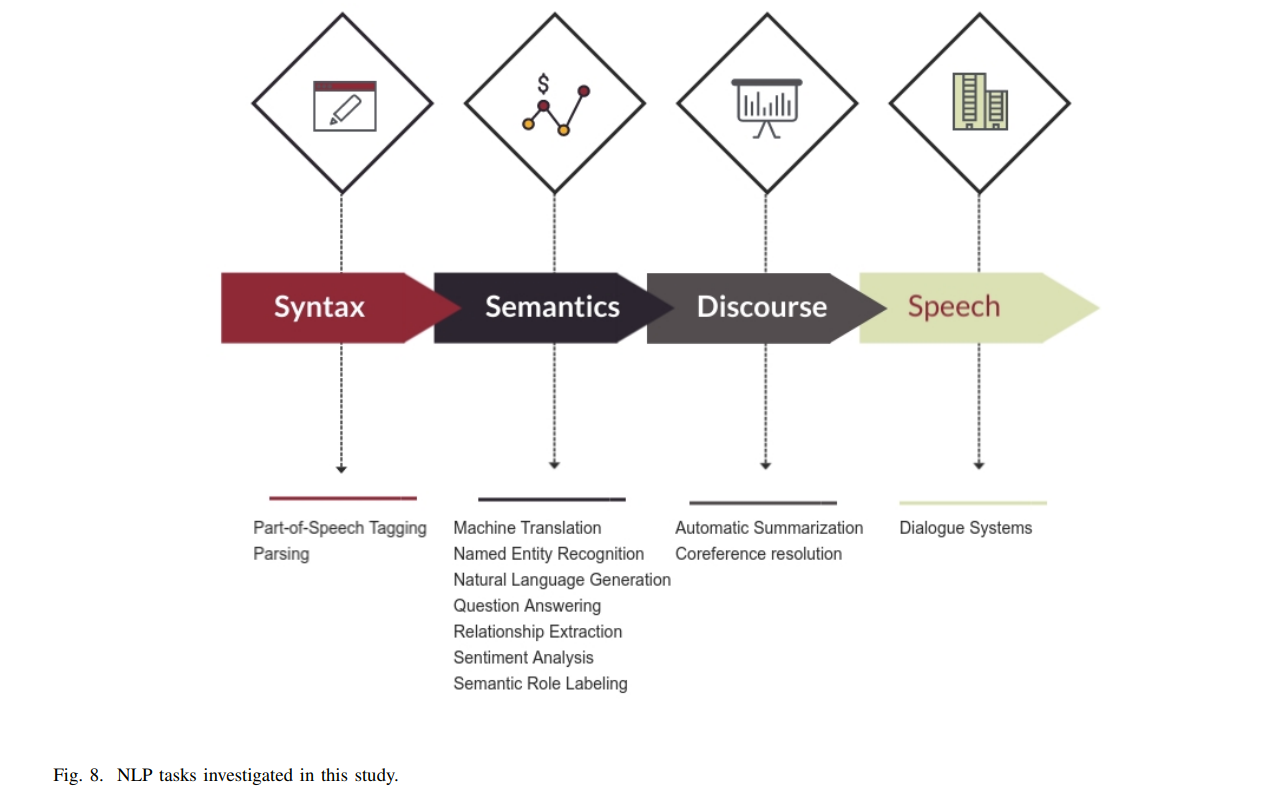 $
Syntax
Semantics
Discourse
Speech
Part-of-Speech Tagging
Parsing
Machine Translation
Named Entity Recognition
Natural Language Generation
Question Answering
Relationship Extraction
Sentiment Analysis
Semantic Role Labeling
Automatic Summarization
Coreference resolution
Dialogue Systems
Fig. 8. NLP tasks investigated in this study.